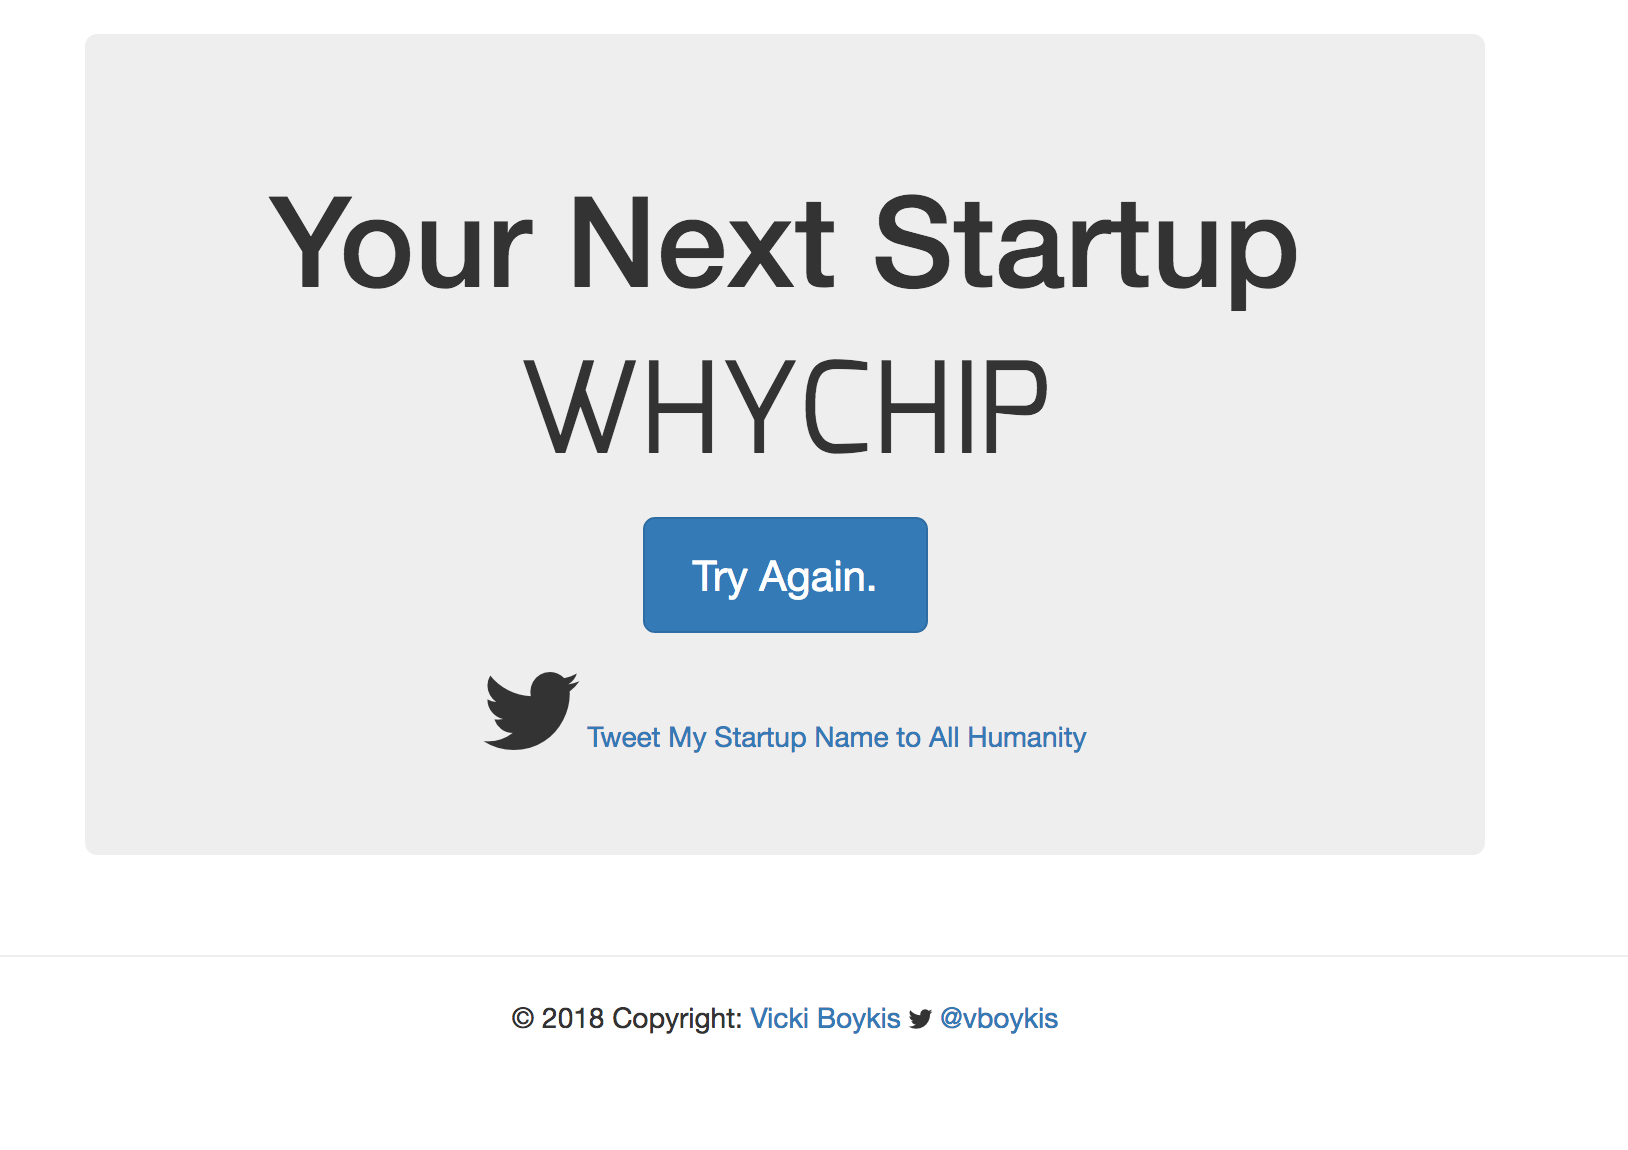 Your Next Startup
WHYCHIP
Try Again.
Tweet My Startup Name to All Humanity
© 2018 Copyright: Vicki Boykis @vboykis